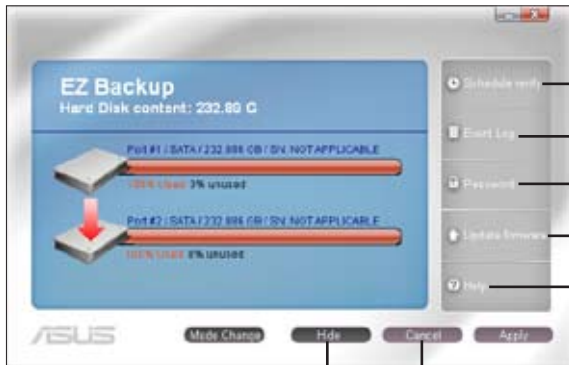 EZ Backup
Hard Disk content: 232.89 G
Port #1 / SATA / 232.886 GB / SN: NOT APPLICABLE
100% Used unused
Port #2 / SATA / 232.886 GB / SN: NOT APPLICABLE
100% Used 0% unused
Schedule verify
Event Log
Password
Update firmware
Help
ASUS
Mode Change
Hide
Cancel
Apply